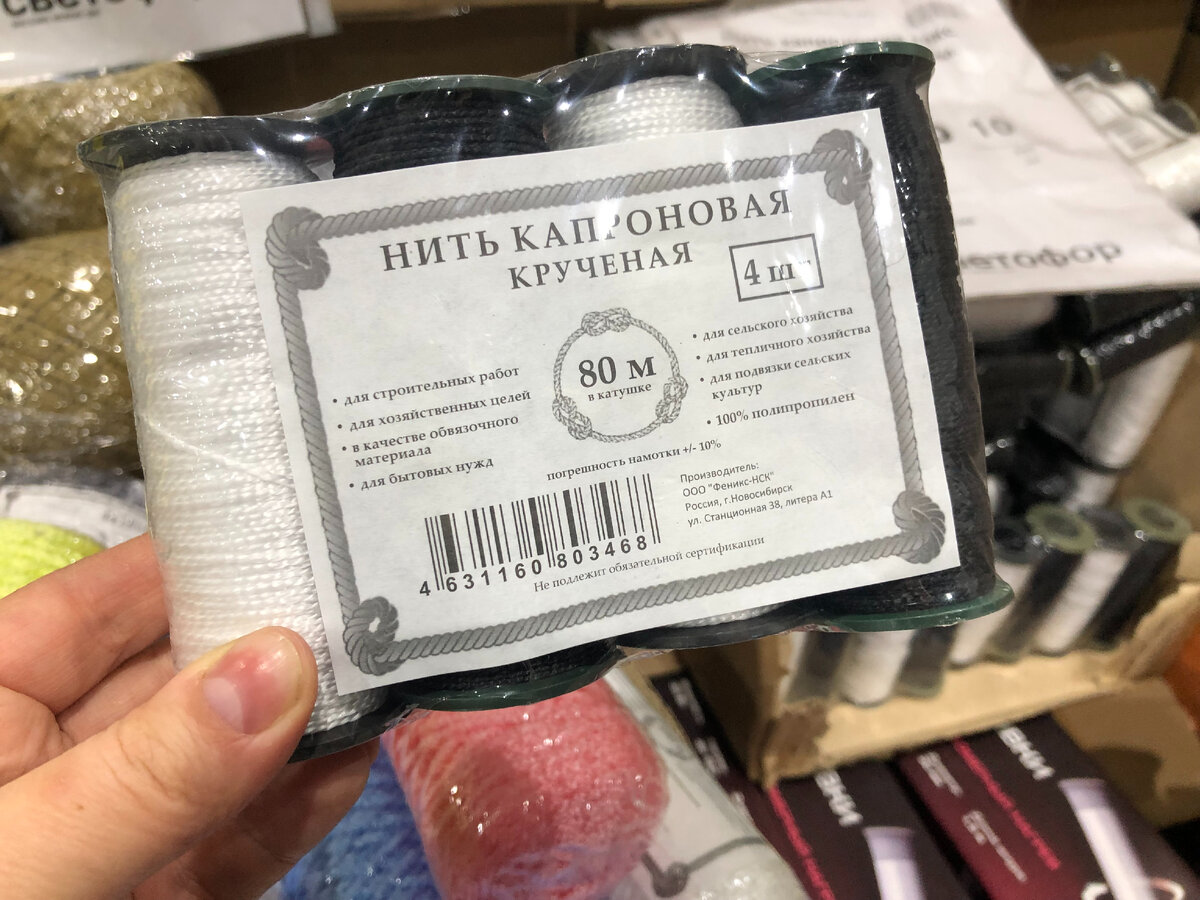 НИТЬ КАПРОНОВАЯ
КРУЧЕНАЯ
4 шт
80 м
в катушке
• для строительных работ
• для хозяйственных целей
• в качестве обвязочного
материала
• для бытовых нужд
• для сельского хозяйства
• для тепличного хозяйства
• для подвязки сельских
культур
• 100% полипропилен
погрешность намотки +/- 10%
Производитель:
ООО "Феникс-НСК"
Россия, г.Новосибирск
ул. Станционная 38, литера А1
4 631160 803468
Не подлежит обязательной сертификации